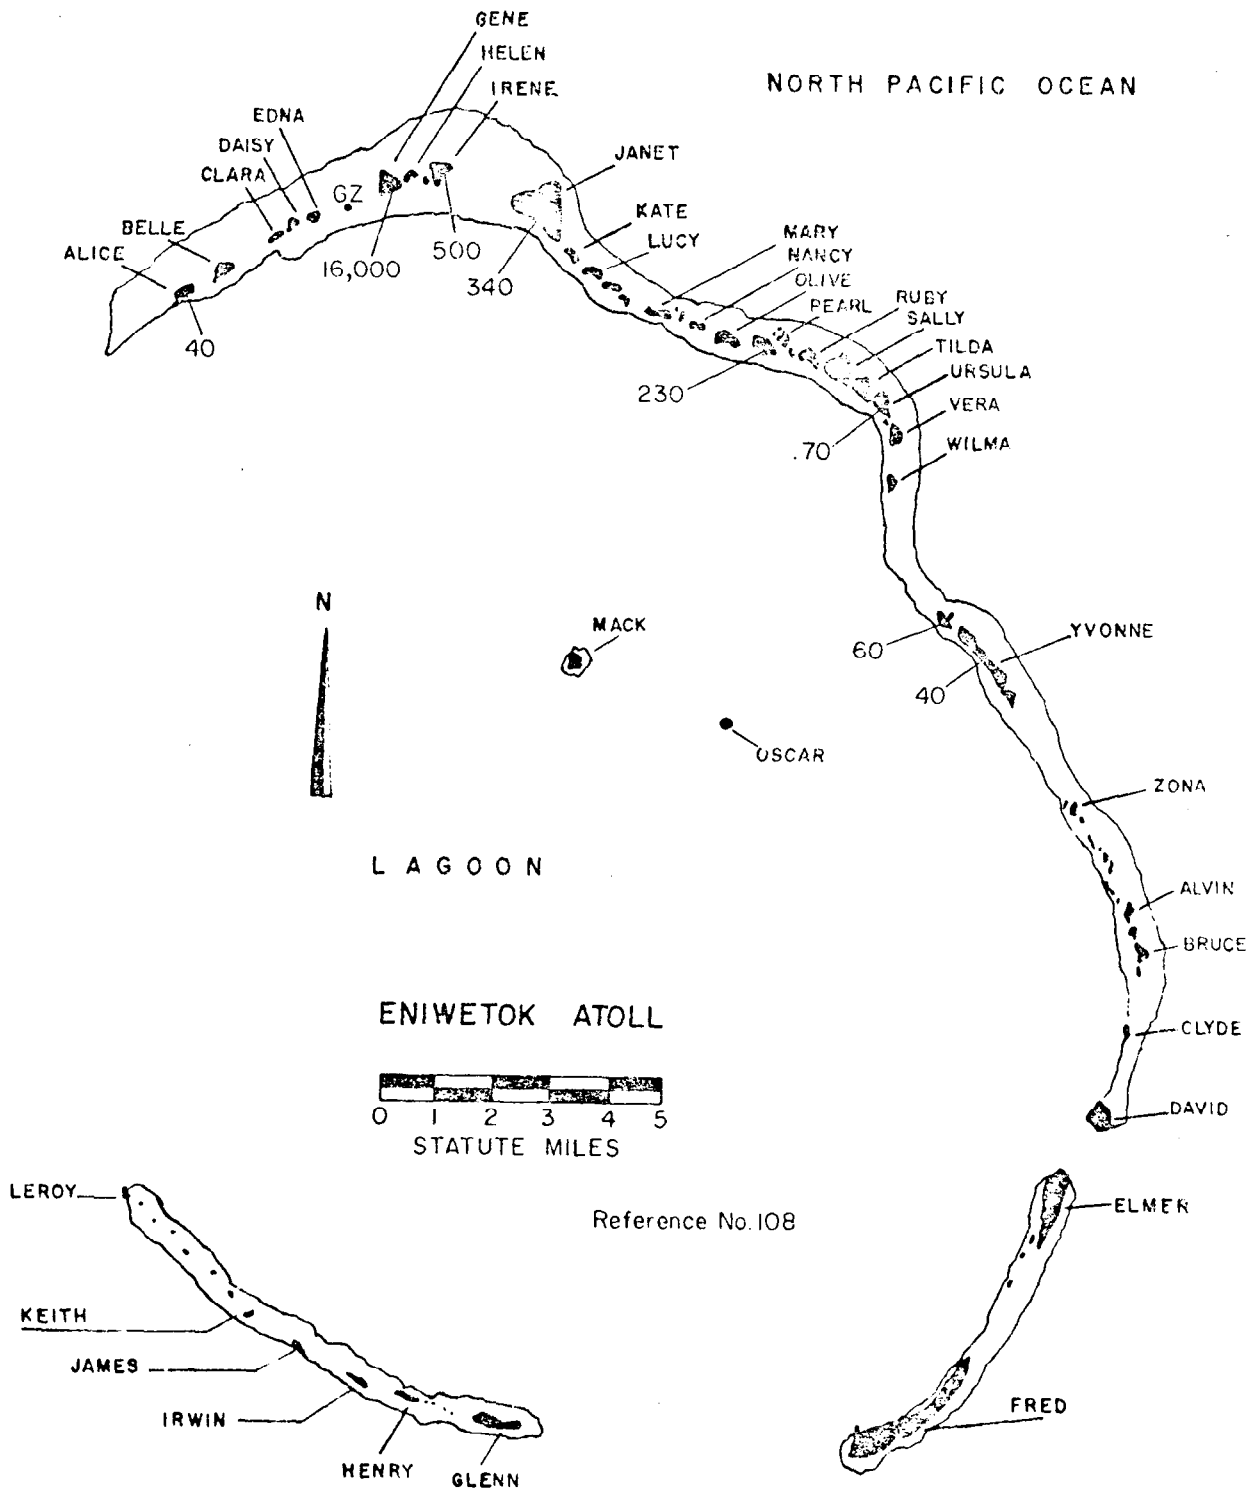 GENE
HELEN
IRENE
NORTH PACIFIC OCEAN
EDNA
DAISY
CLARA
JANET
GZ
BELLE
ALICE
KATE
LUCY
MARY
NANCY
OLIVE
PEARL
RUBY
SALLY
TILDA
URSULA
VERA
WILMA
500
16,000
340
40
230
.70
N
MACK
60
YVONNE
40
OSCAR
ZONA
LAGOON
ALVIN
BRUCE
ENIWETOK ATOLL
CLYDE
0 1 2 3 4 5
STATUTE MILES
DAVID
LEROY
Reference No. 108
ELMER
KEITH
JAMES
IRWIN
HENRY
GLENN
FRED